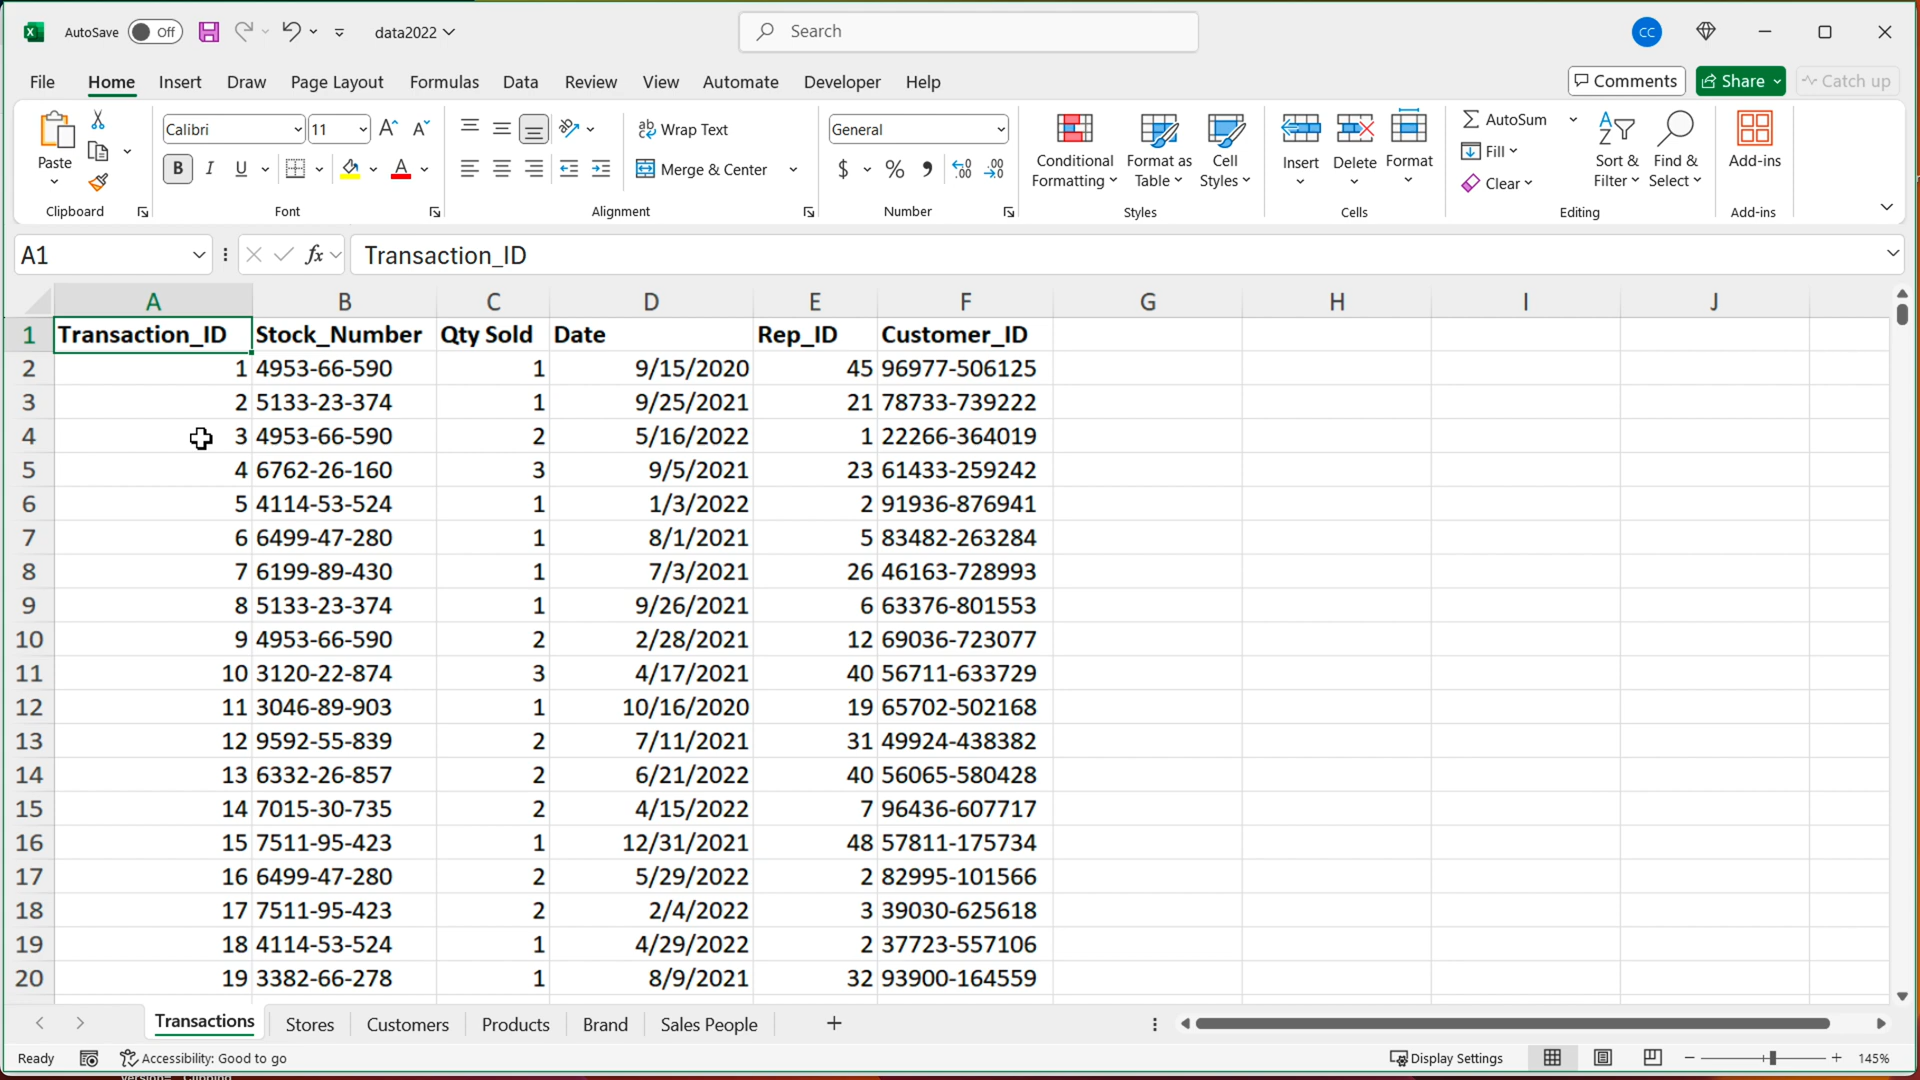 AutoSave Off data2022 Search CC
File Home Insert Draw Page Layout Formulas Data Review View Automate Developer Help Comments Share Catch up
Calibri 11 Wrap Text General Conditional Formatting Format as Table Cell Styles Insert Delete Format AutoSum Sort & Filter Find & Select Add-ins
Paste B I U A Merge & Center $ % Fill Clear
Clipboard Font Alignment Number Styles Cells Editing Add-ins
A1 fx Transaction_ID
A B C D E F G H I J
1 Transaction_ID Stock_Number Qty Sold Date Rep_ID Customer_ID
2 1 4953-66-590 1 9/15/2020 45 96977-506125
3 2 5133-23-374 1 9/25/2021 21 78733-739222
4 3 4953-66-590 2 5/16/2022 1 22266-364019
5 4 6762-26-160 3 9/5/2021 23 61433-259242
6 5 4114-53-524 1 1/3/2022 2 91936-876941
7 6 6499-47-280 1 8/1/2021 5 83482-263284
8 7 6199-89-430 1 7/3/2021 26 46163-728993
9 8 5133-23-374 1 9/26/2021 6 63376-801553
10 9 4953-66-590 2 2/28/2021 12 69036-723077
11 10 3120-22-874 3 4/17/2021 40 56711-633729
12 11 3046-89-903 1 10/16/2020 19 65702-502168
13 12 9592-55-839 2 7/11/2021 31 49924-438382
14 13 6332-26-857 2 6/21/2022 40 56065-580428
15 14 7015-30-735 2 4/15/2022 7 96436-607717
16 15 7511-95-423 1 12/31/2021 48 57811-175734
17 16 6499-47-280 2 5/29/2022 2 82995-101566
18 17 7511-95-423 2 2/4/2022 3 39030-625618
19 18 4114-53-524 1 4/29/2022 2 37723-557106
20 19 3382-66-278 1 8/9/2021 32 93900-164559
Transactions Stores Customers Products Brand Sales People
Ready Accessibility: Good to go Display Settings 145%